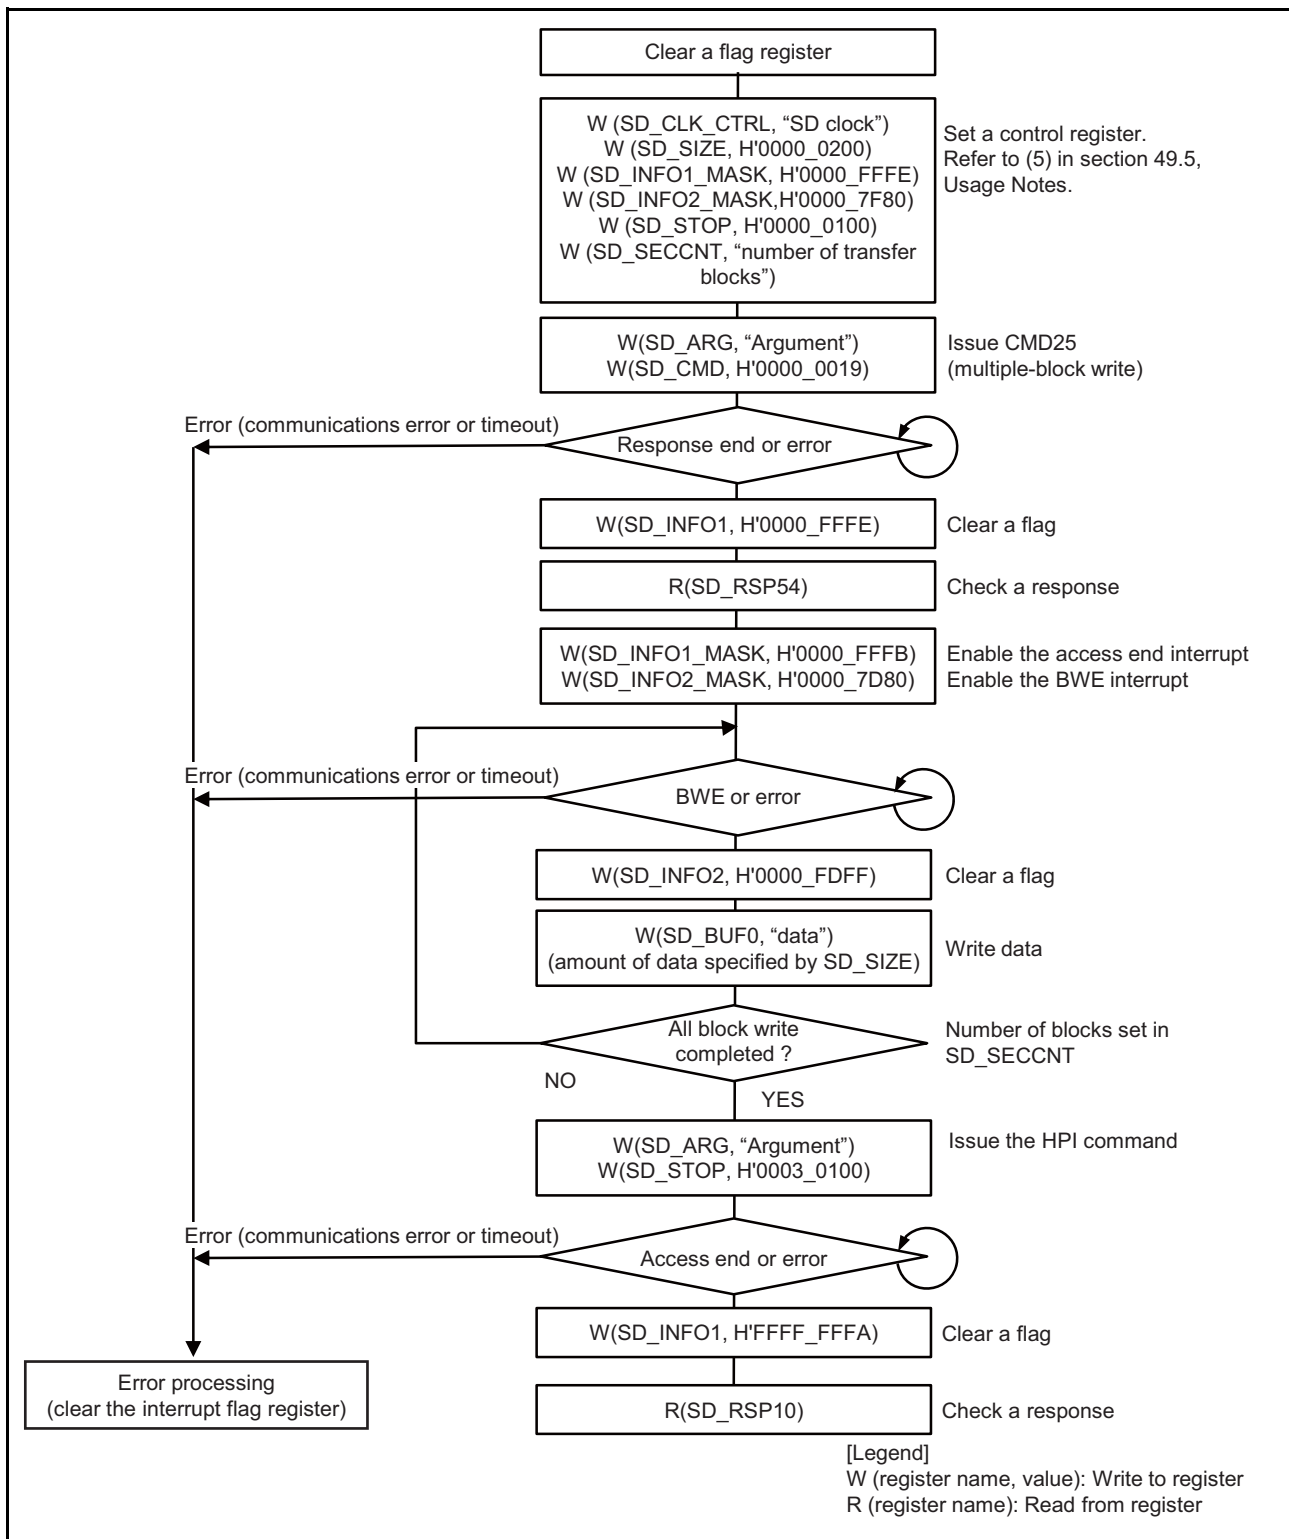 Clear a flag register
W (SD_CLK_CTRL, “SD clock”)
W (SD_SIZE, H'0000_0200)
W (SD_INFO1_MASK, H'0000_FFFE)
W (SD_INFO2_MASK,H'0000_7F80)
W (SD_STOP, H'0000_0100)
W (SD_SECCNT, “number of transfer
blocks”)
Set a control register.
Refer to (5) in section 49.5,
Usage Notes.
W(SD_ARG, “Argument”)
W(SD_CMD, H'0000_0019)
Issue CMD25
(multiple-block write)
Error (communications error or timeout)
Response end or error
W(SD_INFO1, H'0000_FFFE)
Clear a flag
R(SD_RSP54)
Check a response
W(SD_INFO1_MASK, H'0000_FFFB)
W(SD_INFO2_MASK, H'0000_7D80)
Enable the access end interrupt
Enable the BWE interrupt
Error (communications error or timeout)
BWE or error
W(SD_INFO2, H'0000_FDFF)
Clear a flag
W(SD_BUF0, “data”)
(amount of data specified by SD_SIZE)
Write data
All block write
completed ?
Number of blocks set in
SD_SECCNT
NO
YES
W(SD_ARG, “Argument”)
W(SD_STOP, H'0003_0100)
Issue the HPI command
Error (communications error or timeout)
Access end or error
W(SD_INFO1, H'FFFF_FFFA)
Clear a flag
Error processing
(clear the interrupt flag register)
R(SD_RSP10)
Check a response
[Legend]
W (register name, value): Write to register
R (register name): Read from register